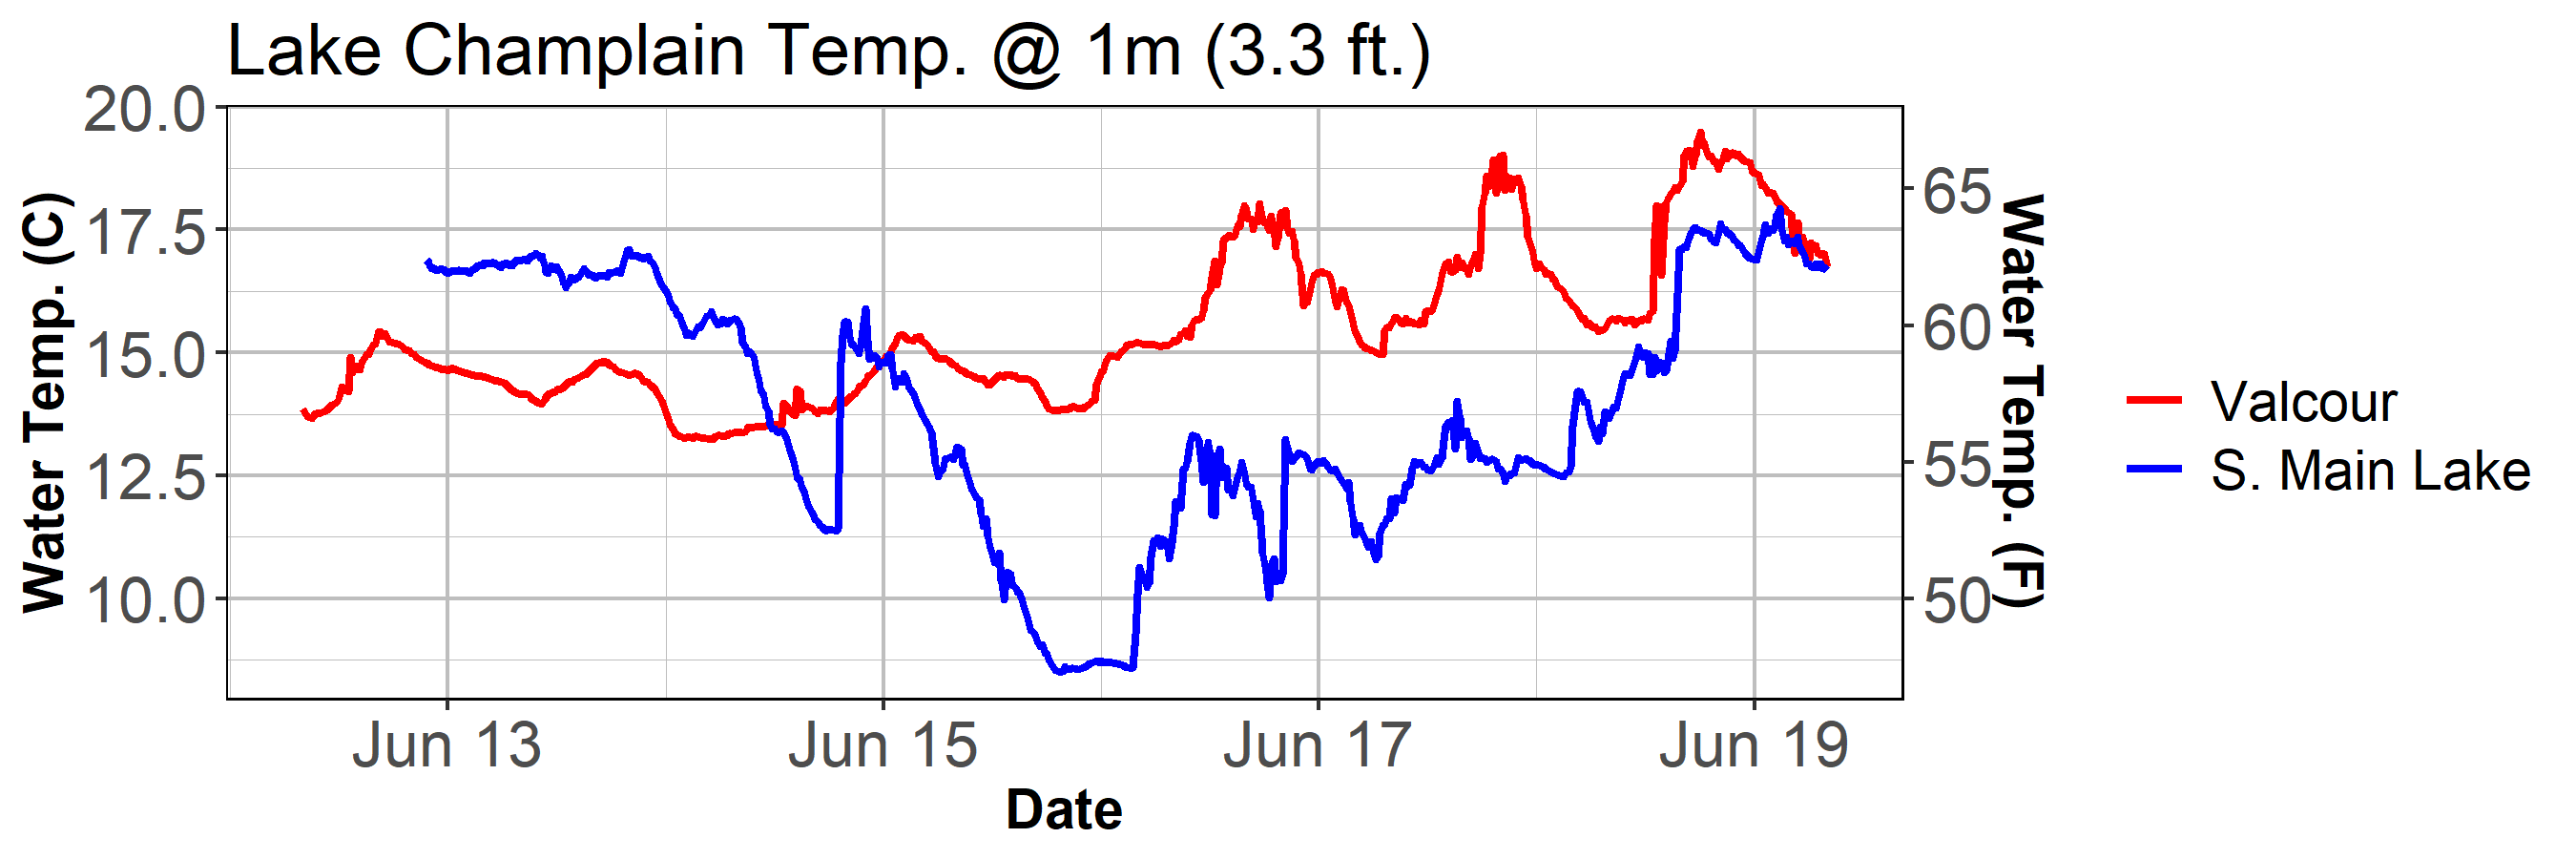 Lake Champlain Temp. @ 1m (3.3 ft.)
Water Temp. (C)
20.0
17.5
15.0
12.5
10.0
65
60
55
50
Water Temp. (F)
Jun 13
Jun 15
Jun 17
Jun 19
Date
Valcour
S. Main Lake